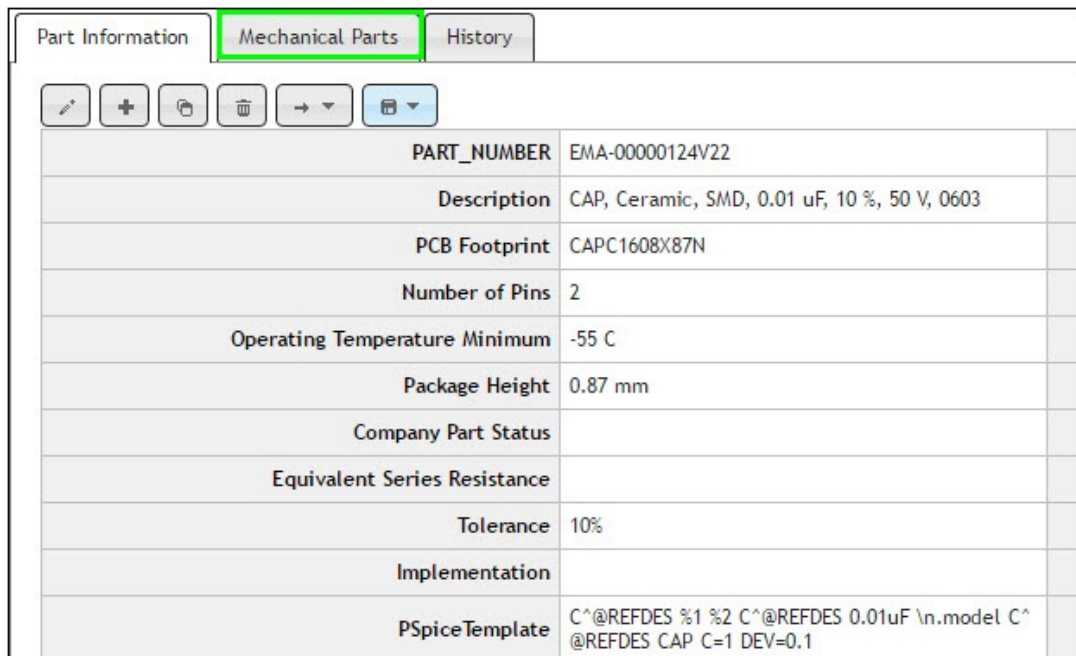 Part Information Mechanical Parts History
PART_NUMBER EMA-00000124V22
Description CAP, Ceramic, SMD, 0.01 uF, 10 %, 50 V, 0603
PCB Footprint CAPC1608X87N
Number of Pins 2
Operating Temperature Minimum -55 C
Package Height 0.87 mm
Company Part Status
Equivalent Series Resistance
Tolerance 10%
Implementation
PSpiceTemplate C^@REFDES %1 %2 C^@REFDES 0.01uF \n.model C^
@REFDES CAP C=1 DEV=0.1